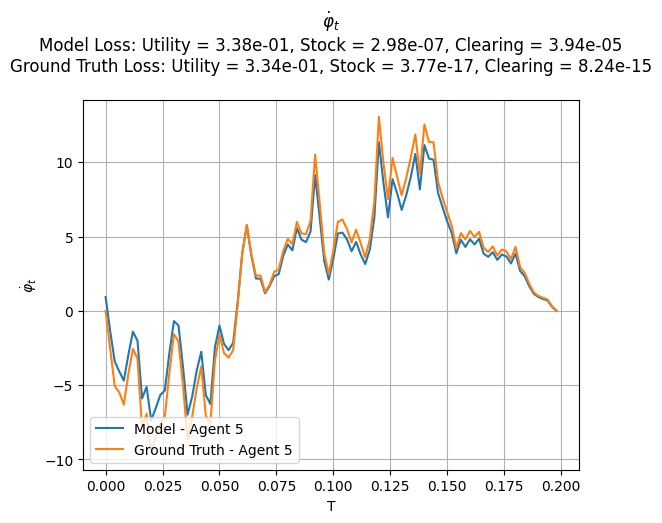 φ̇ₜ
Model Loss: Utility = 3.38e-01, Stock = 2.98e-07, Clearing = 3.94e-05
Ground Truth Loss: Utility = 3.34e-01, Stock = 3.77e-17, Clearing = 8.24e-15
10
5
0
−5
−10
φ̇ₜ
Model - Agent 5
Ground Truth - Agent 5
0.000 0.025 0.050 0.075 0.100 0.125 0.150 0.175 0.200
T